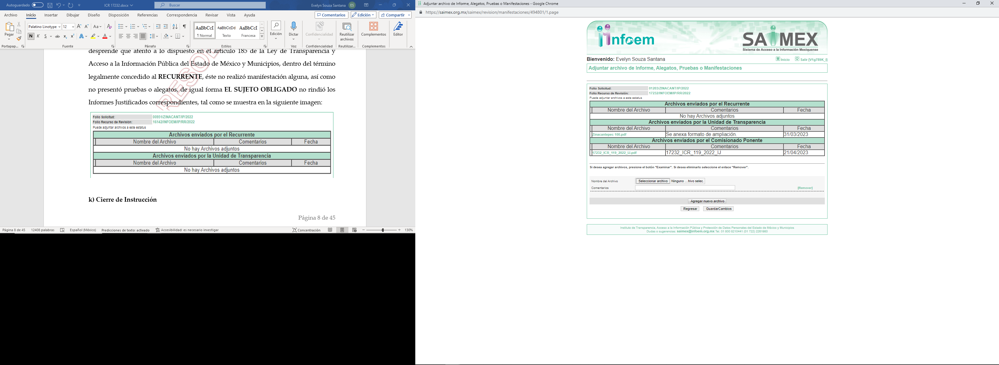 Autoguardado
ICR 17232.docx
Buscar
Evelyn Souza Santana
ES
Archivo Inicio Insertar Dibujar Diseño Disposición Referencias Correspondencia Revisar Vista Ayuda
Comentarios Edición Compartir
Pegar
Palatino Linotype 12
Aa
N K S ab x₂ x² A A
AaBbCcI AaBbCcDd AaBbCcI
¶ Normal Texto Francesa
Edición
Dictar
Confidencialidad
Reutilizar
archivos
Complementos
Editor
Portapap... Fuente Párrafo Estilos Voz Confidencialidad Reutilizar... Complementos
desprende que atento a lo dispuesto en el artículo 185 de la Ley de Transparencia y
Acceso a la Información Pública del Estado de México y Municipios, dentro del término
legalmente concedido al RECURRENTE, éste no realizó manifestación alguna, así como
no presentó pruebas o alegatos, de igual forma EL SUJETO OBLIGADO no rindió los
Informes Justificados correspondientes, tal como se muestra en la siguiente imagen:
RESOL
Folio Solicitud: 00951/ZINACANT/IP/2022
Folio Recurso de Revisión: 16142/INFOEM/IP/RR/2022
Puede adjuntar archivos a este estatus
Archivos enviados por el Recurrente
Nombre del Archivo Comentarios Fecha
No hay Archivos adjuntos
Archivos enviados por la Unidad de Transparencia
Nombre del Archivo Comentarios Fecha
No hay Archivos adjuntos
k) Cierre de Instrucción
Página 8 de 45
Página 8 de 45 12408 palabras Español (México) Predicciones de texto: activado Accesibilidad: es necesario investigar Concentración 130%
Adjuntar archivo de Informe, Alegatos, Pruebas o Manifestaciones - Google Chrome
https://saimex.org.mx/saimex/revision/manifestaciones/494801/1.page
infoem
SAIMEX
Sistema de Acceso a la Información Mexiquense
Bienvenido: Evelyn Souza Santana
Inicio Salir [V1g789K_I]
Adjuntar archivo de Informe, Alegatos, Pruebas o Manifestaciones
Folio Solicitud: 01203/ZINACANT/IP/2022
Folio Recurso de Revisión: 17232/INFOEM/IP/RR/2022
Puede adjuntar archivos a este estatus
Archivos enviados por el Recurrente
Nombre del Archivo Comentarios Fecha
No hay Archivos adjuntos
Archivos enviados por la Unidad de Transparencia
Nombre del Archivo Comentarios Fecha
Zinacantepec 100.pdf Se anexa formato de ampliación. 31/03/2023
Archivos enviados por el Comisionado Ponente
Nombre del Archivo Comentarios Fecha
17232_ICR_119_2022_IJ.pdf 17232_ICR_119_2022_IJ 21/04/2023
Si desea agregar archivos, presione el botón "Examinar". Si desea eliminarlo seleccione el enlace "Remover".
Nombre del Archivo Seleccionar archivo Ninguno ...hivo selec.
Comentarios [Remover]
Agregar nuevo archivo
Regresar GuardarCambios
Instituto de Transparencia, Acceso a la Información Pública y Protección de Datos Personales del Estado de México y Municipios
Dudas o sugerencias: saimex@infoem.org.mx Tel. 01 800 8210441 (01 722) 2261980